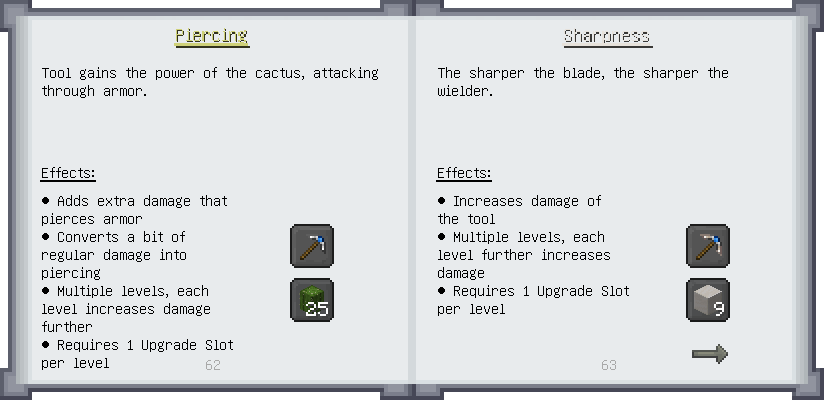 Piercing
Tool gains the power of the cactus, attacking
through armor.
Effects:
• Adds extra damage that
pierces armor
• Converts a bit of
regular damage into
piercing
• Multiple levels, each
level increases damage
further
• Requires 1 Upgrade Slot
per level
25
62
Sharpness
The sharper the blade, the sharper the
wielder.
Effects:
• Increases damage of
the tool
• Multiple levels, each
level further increases
damage
• Requires 1 Upgrade Slot
per level
9
63